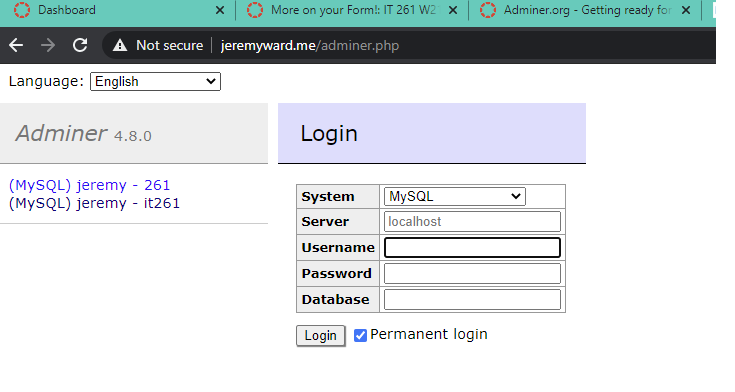 Dashboard
More on your Form!: IT 261 W2
Adminer.org - Getting ready for
Not secure | jeremyward.me/adminer.php
Language: English
Adminer 4.8.0
Login
(MySQL) jeremy - 261
(MySQL) jeremy - it261
System MySQL
Server localhost
Username
Password
Database
Login Permanent login